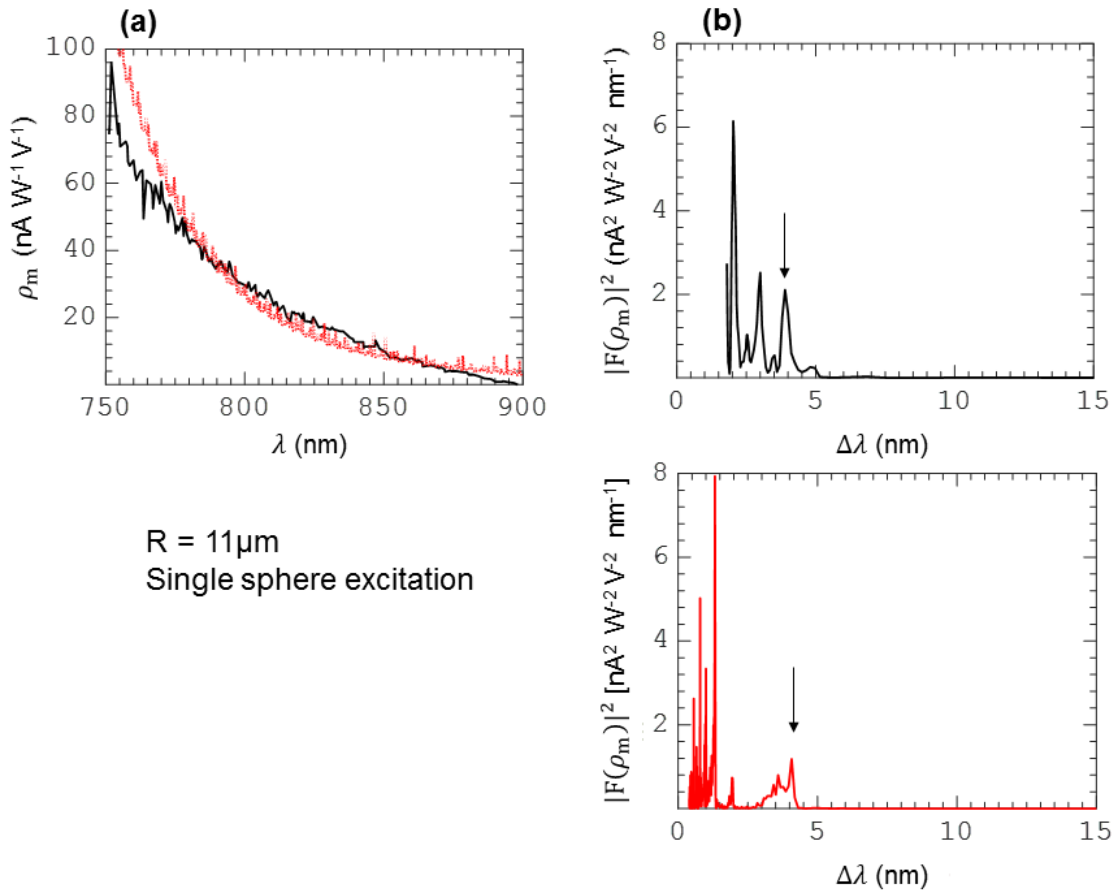 (a)
100
80
60
40
20
750
800
850
900
ρm (nA W-1 V-1)
λ (nm)
(b)
8
6
4
2
0
5
10
15
|F(ρm)|2 (nA2 W-2 V-2 nm-1)
Δλ (nm)
R = 11μm
Single sphere excitation
8
6
4
2
0
5
10
15
|F(ρm)|2 [nA2 W-2 V-2 nm-1]
Δλ (nm)